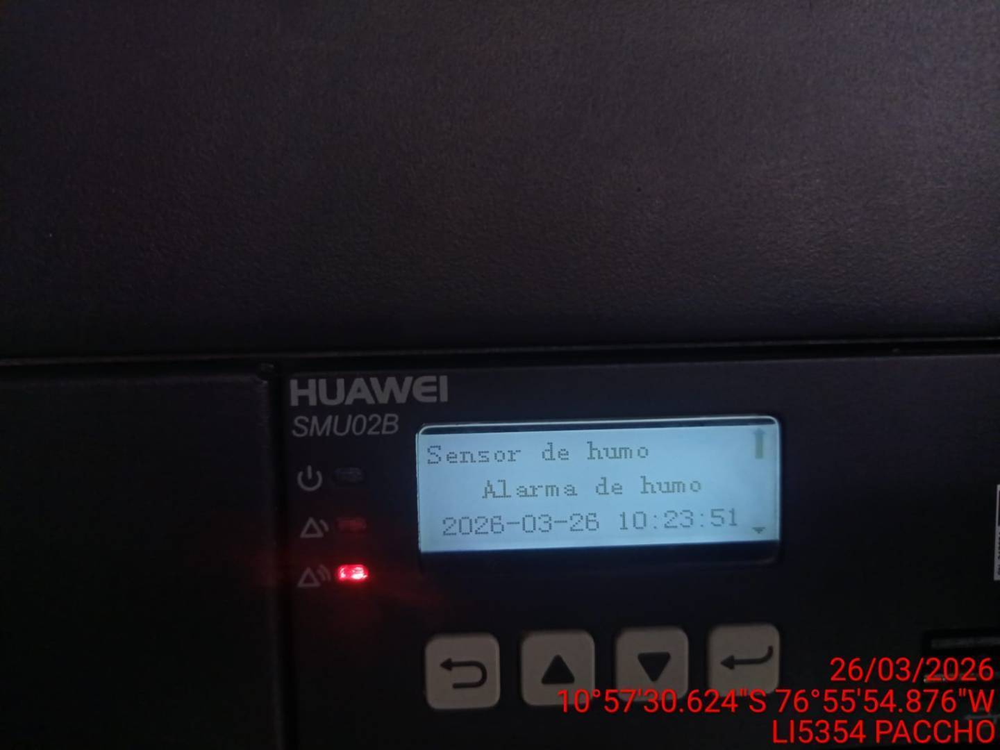 HUAWEI
SMU02B
Sensor de humo
Alarma de humo
2026-03-26 10:23:51
26/03/2026
10°57'30.624"S 76°55'54.876"W
LI5354 PACCHO